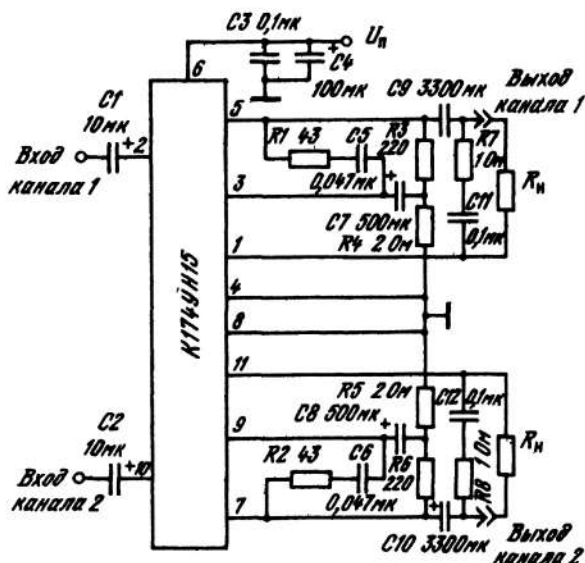 C3 0,1мк
Uп
6
+
C4
100мк
C9 3300мк
Выход
канала 1
C1
10мк
+2
Вход
канала 1
5
R1 43
C5
0,047мк
R3
220
R7
1 Ом
Rн
3
+
C7 500мк
C11
0,1мк
R4 2 Ом
1
К174УН15
4
8
11
R5 2 Ом
C12
0,1мк
C8 500мк
+
9
C2
10мк
+10
R2 43
C6
0,047мк
R6
220
R8
1 Ом
Rн
Вход
канала 2
7
+
C10 3300мк
Выход
канала 2